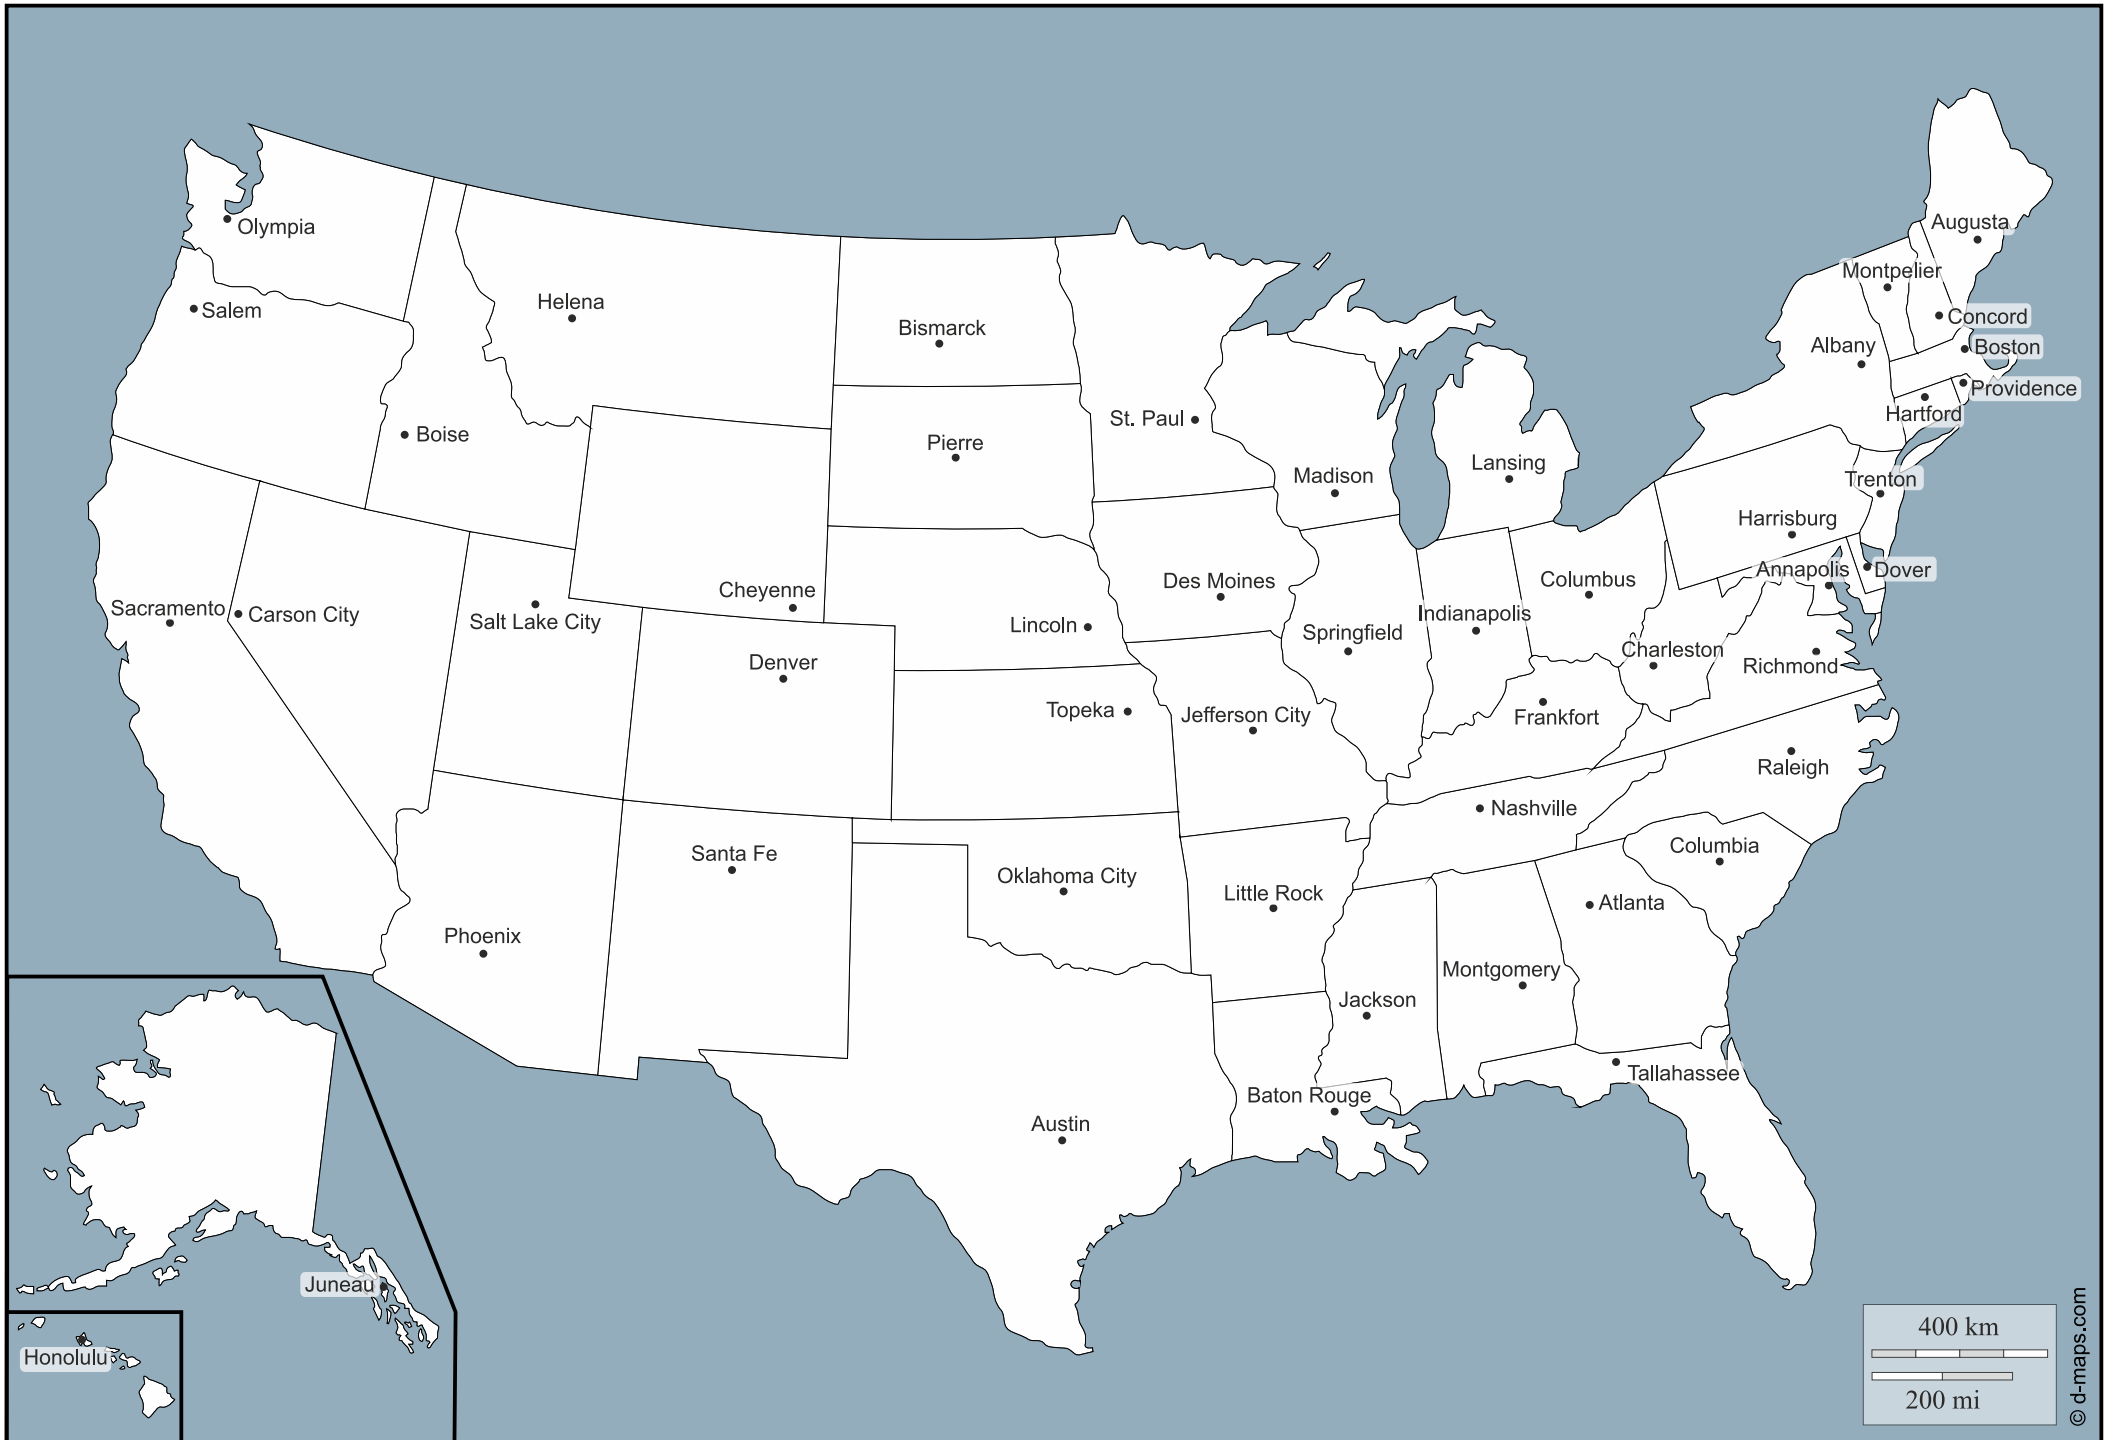 Augusta
Olympia
Montpelier
Helena
Salem
Concord
Bismarck
Albany
Boston
Providence
Hartford
St. Paul
Boise
Pierre
Lansing
Madison
Trenton
Harrisburg
Annapolis
Dover
Columbus
Des Moines
Cheyenne
Sacramento
Carson City
Salt Lake City
Lincoln
Indianapolis
Springfield
Charleston
Richmond
Denver
Topeka
Jefferson City
Frankfort
Raleigh
Nashville
Columbia
Santa Fe
Oklahoma City
Little Rock
Atlanta
Phoenix
Montgomery
Jackson
Tallahassee
Baton Rouge
Austin
Juneau
Honolulu
400 km
200 mi
© d-maps.com